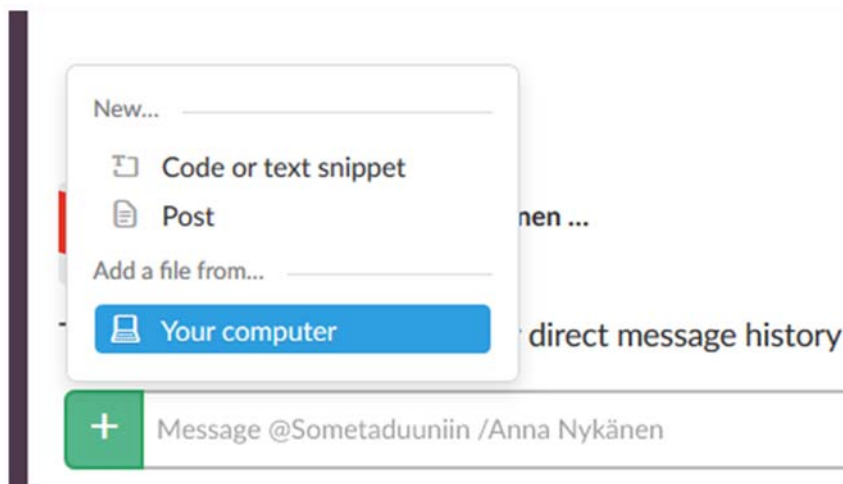 New...
Code or text snippet
Post
nen ...
Add a file from...
Your computer
direct message history
+
Message @Sometaduuniin /Anna Nykänen